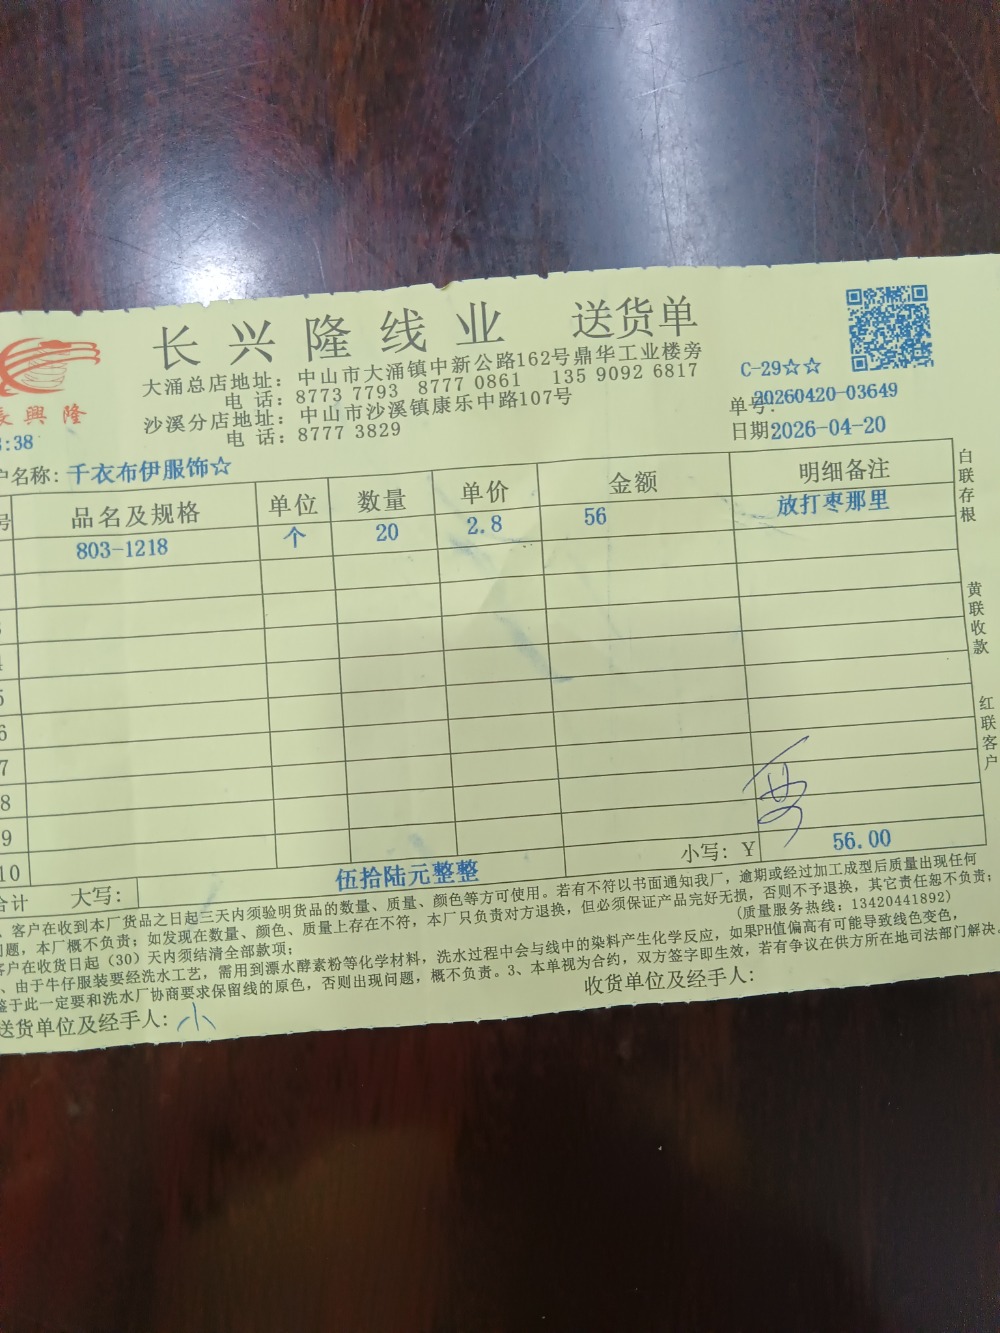 长兴隆线业 送货单
大涌总店地址：中山市大涌镇中新公路162号鼎华工业楼旁
电 话：8773 7793 8777 0861 135 9092 6817
沙溪分店地址：中山市沙溪镇康乐中路107号
电 话：8777 3829
長興隆
:38
C-29☆☆
单号:20260420-03649
日期2026-04-20
户名称: 千衣布伊服饰☆
号 品名及规格 单位 数量 单价 金额 明细备注
803-1218 个 20 2.8 56 放打枣那里
5
6
7
8
9
10
合计 大写: 伍拾陆元整整 小写: Y 56.00
白联存根
黄联收款
红联客户
、客户在收到本厂货品之日起三天内须验明货品的数量、质量、颜色等方可使用。若有不符以书面通知我厂，逾期或经过加工成型后质量出现任何
问题，本厂概不负责；如发现在数量、颜色、质量上存在不符，本厂只负责对方退换，但必须保证产品完好无损，否则不予退换，其它责任恕不负责；
客户在收货日起（30）天内须结清全部款项； (质量服务热线：13420441892)
、由于牛仔服装要经洗水工艺，需用到漂水酵素粉等化学材料，洗水过程中会与线中的染料产生化学反应，如果PH值偏高有可能导致线色变色，
鉴于此一定要和洗水厂协商要求保留线的原色，否则出现问题，概不负责。3、本单视为合约，双方签字即生效，若有争议在供方所在地司法部门解决。
送货单位及经手人: 小 收货单位及经手人: